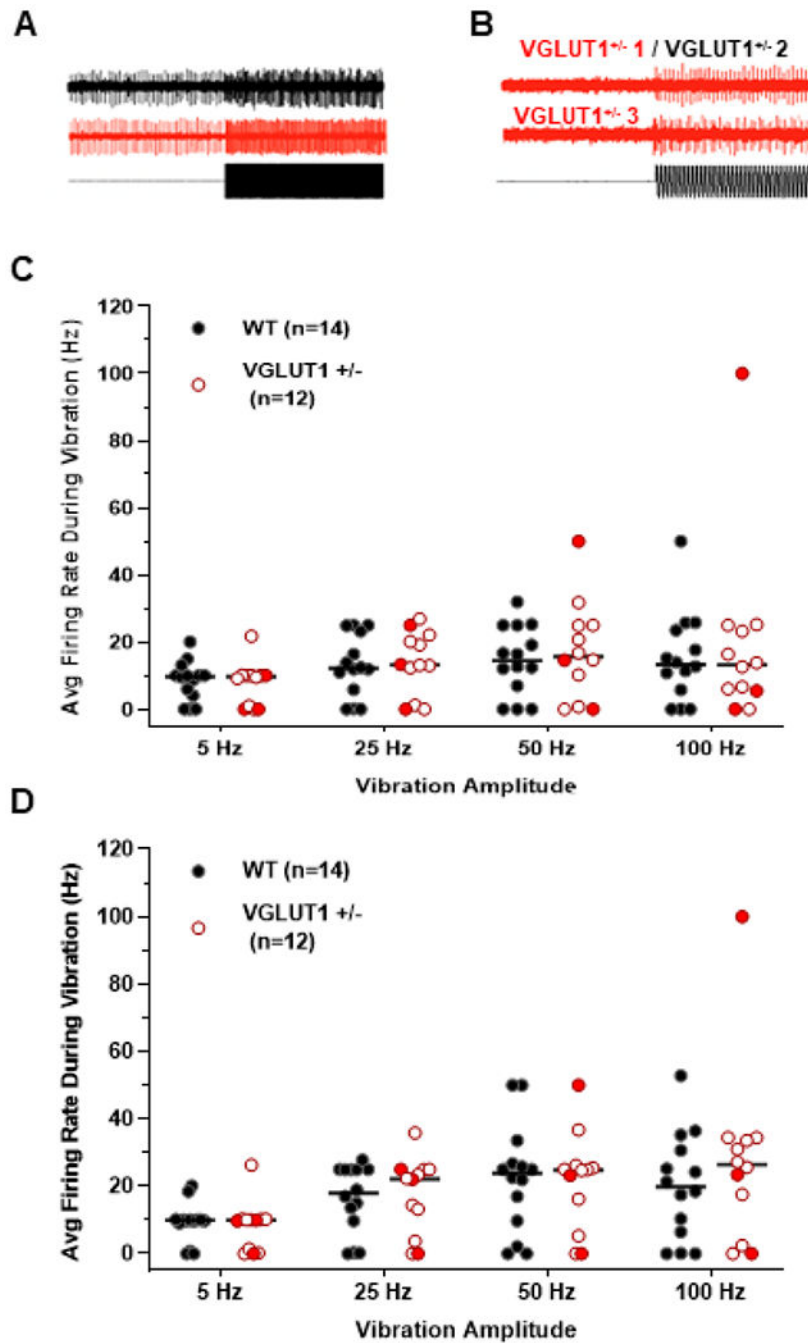 A
B
VGLUT1+/- 1 / VGLUT1+/- 2
VGLUT1+/- 3
C
Avg Firing Rate During Vibration (Hz)
120
100
80
60
40
20
0
WT (n=14)
VGLUT1 +/-
(n=12)
5 Hz 25 Hz 50 Hz 100 Hz
Vibration Amplitude
D
Avg Firing Rate During Vibration (Hz)
120
100
80
60
40
20
0
WT (n=14)
VGLUT1 +/-
(n=12)
5 Hz 25 Hz 50 Hz 100 Hz
Vibration Amplitude